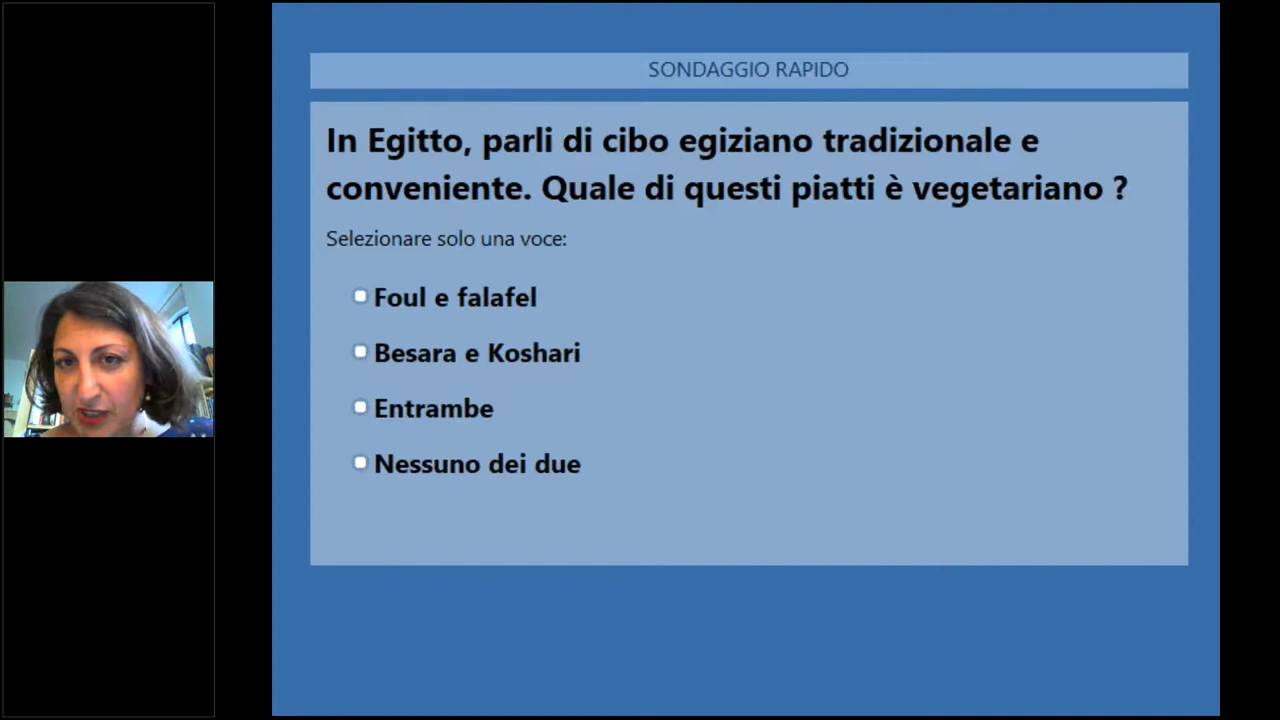 SONDAGGIO RAPIDO
In Egitto, parli di cibo egiziano tradizionale e
conveniente. Quale di questi piatti è vegetariano ?
Selezionare solo una voce:
Foul e falafel
Besara e Koshari
Entrambe
Nessuno dei due